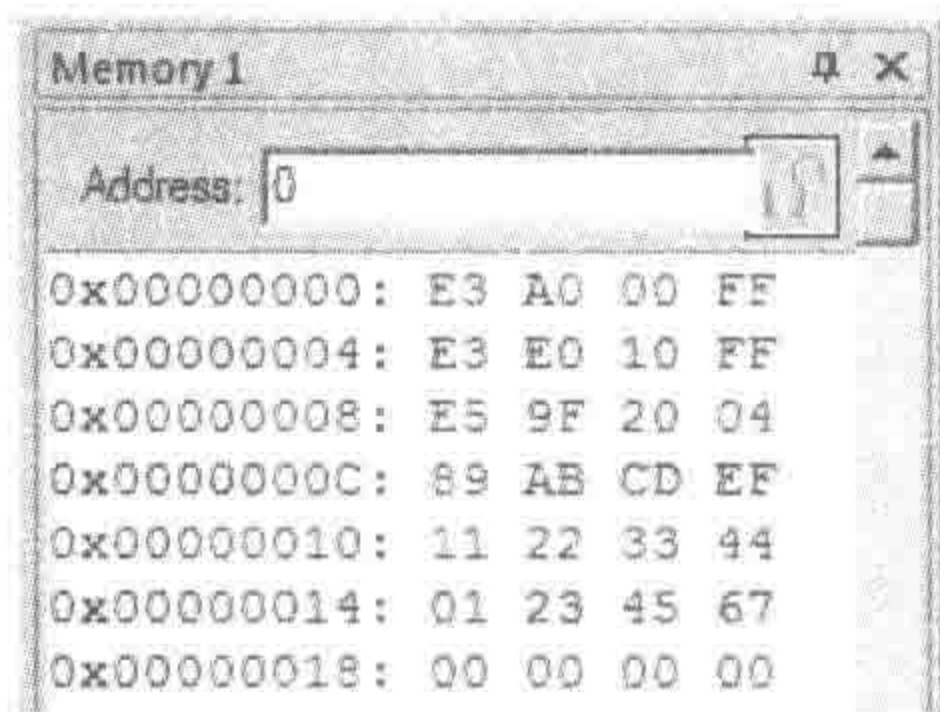 Memory 1
Address: 0
0x00000000: E3 A0 00 FF
0x00000004: E3 E0 10 FF
0x00000008: E5 9F 20 04
0x0000000C: 89 AB CD EF
0x00000010: 11 22 33 44
0x00000014: 01 23 45 67
0x00000018: 00 00 00 00